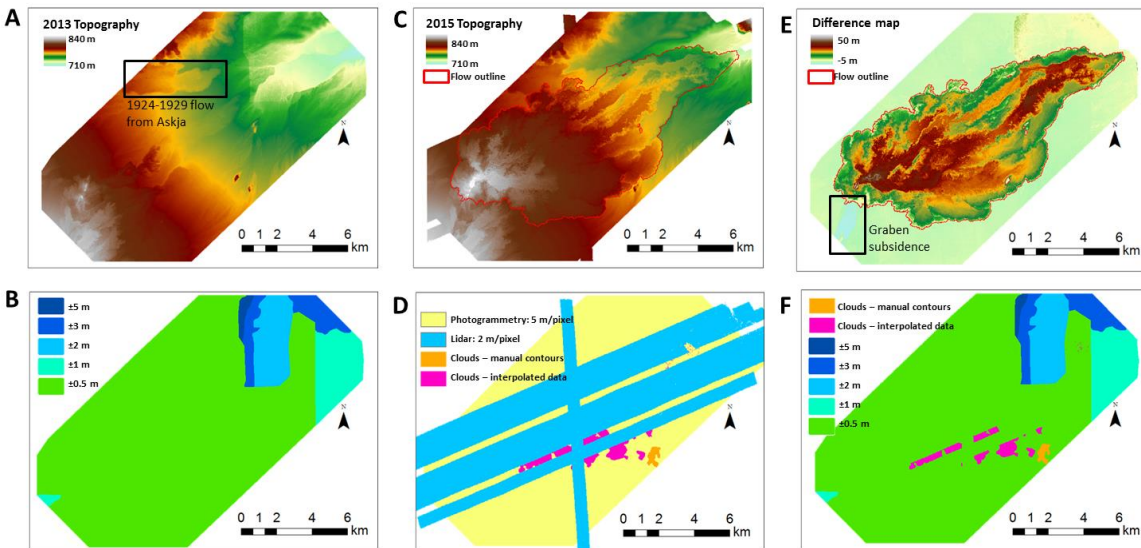 A
2013 Topography
840 m
710 m
1924-1929 flow
from Askja
N
0 1 2 4 6
km
C
2015 Topography
840 m
710 m
Flow outline
N
0 1 2 4 6
km
E
Difference map
50 m
-5 m
Flow outline
N
Graben
subsidence
0 1 2 4 6
km
B
±5 m
±3 m
±2 m
±1 m
±0.5 m
N
0 1 2 4 6
km
D
Photogrammetry: 5 m/pixel
Lidar: 2 m/pixel
Clouds – manual contours
Clouds – interpolated data
N
0 1 2 4 6
km
F
Clouds – manual contours
Clouds – interpolated data
±5 m
±3 m
±2 m
±1 m
±0.5 m
N
0 1 2 4 6
km